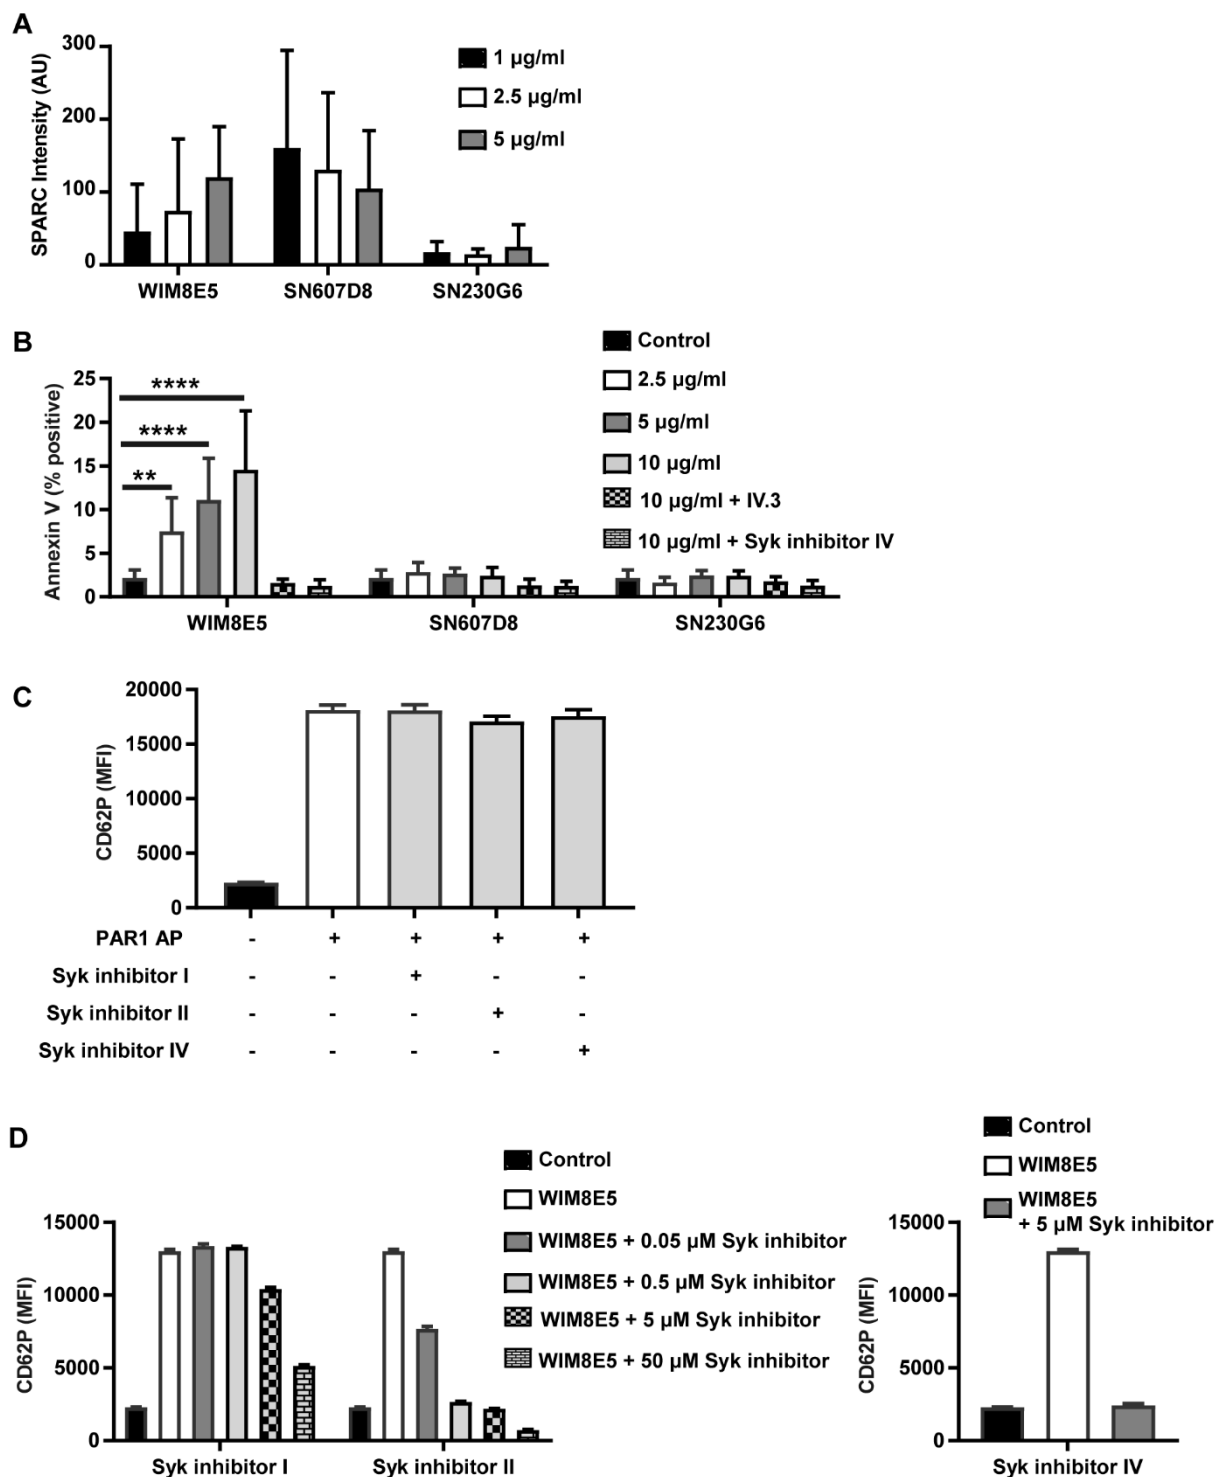 A
SPARC Intensity (AU)
300
200
100
0
1 µg/ml
2.5 µg/ml
5 µg/ml
WIM8E5 SN607D8 SN230G6
B
Annexin V (% positive)
25
20
15
10
5
0
**
****
****
Control
2.5 µg/ml
5 µg/ml
10 µg/ml
10 µg/ml + IV.3
10 µg/ml + Syk inhibitor IV
WIM8E5 SN607D8 SN230G6
C
CD62P (MFI)
20000
15000
10000
5000
0
PAR1 AP - + + + +
Syk inhibitor I - - + - -
Syk inhibitor II - - - + -
Syk inhibitor IV - - - - +
D
CD62P (MFI)
15000
10000
5000
0
Control
WIM8E5
WIM8E5 + 0.05 µM Syk inhibitor
WIM8E5 + 0.5 µM Syk inhibitor
WIM8E5 + 5 µM Syk inhibitor
WIM8E5 + 50 µM Syk inhibitor
Syk inhibitor I Syk inhibitor II
CD62P (MFI)
15000
10000
5000
0
Control
WIM8E5
WIM8E5
+ 5 µM Syk inhibitor
Syk inhibitor IV